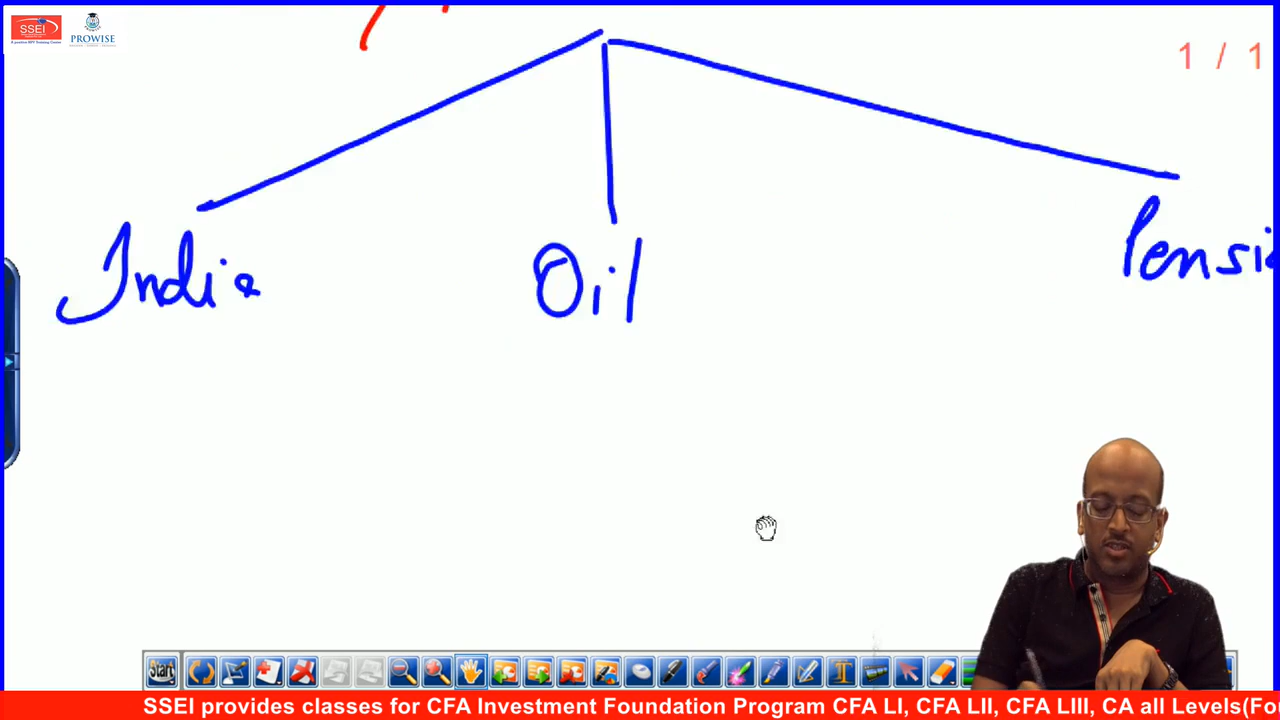 SSEI
PROWISE
1 / 1
India
Oil
Pensi
Start
SSEI provides classes for CFA Investment Foundation Program CFA LI, CFA LII, CFA LIII, CA all Levels(Fo